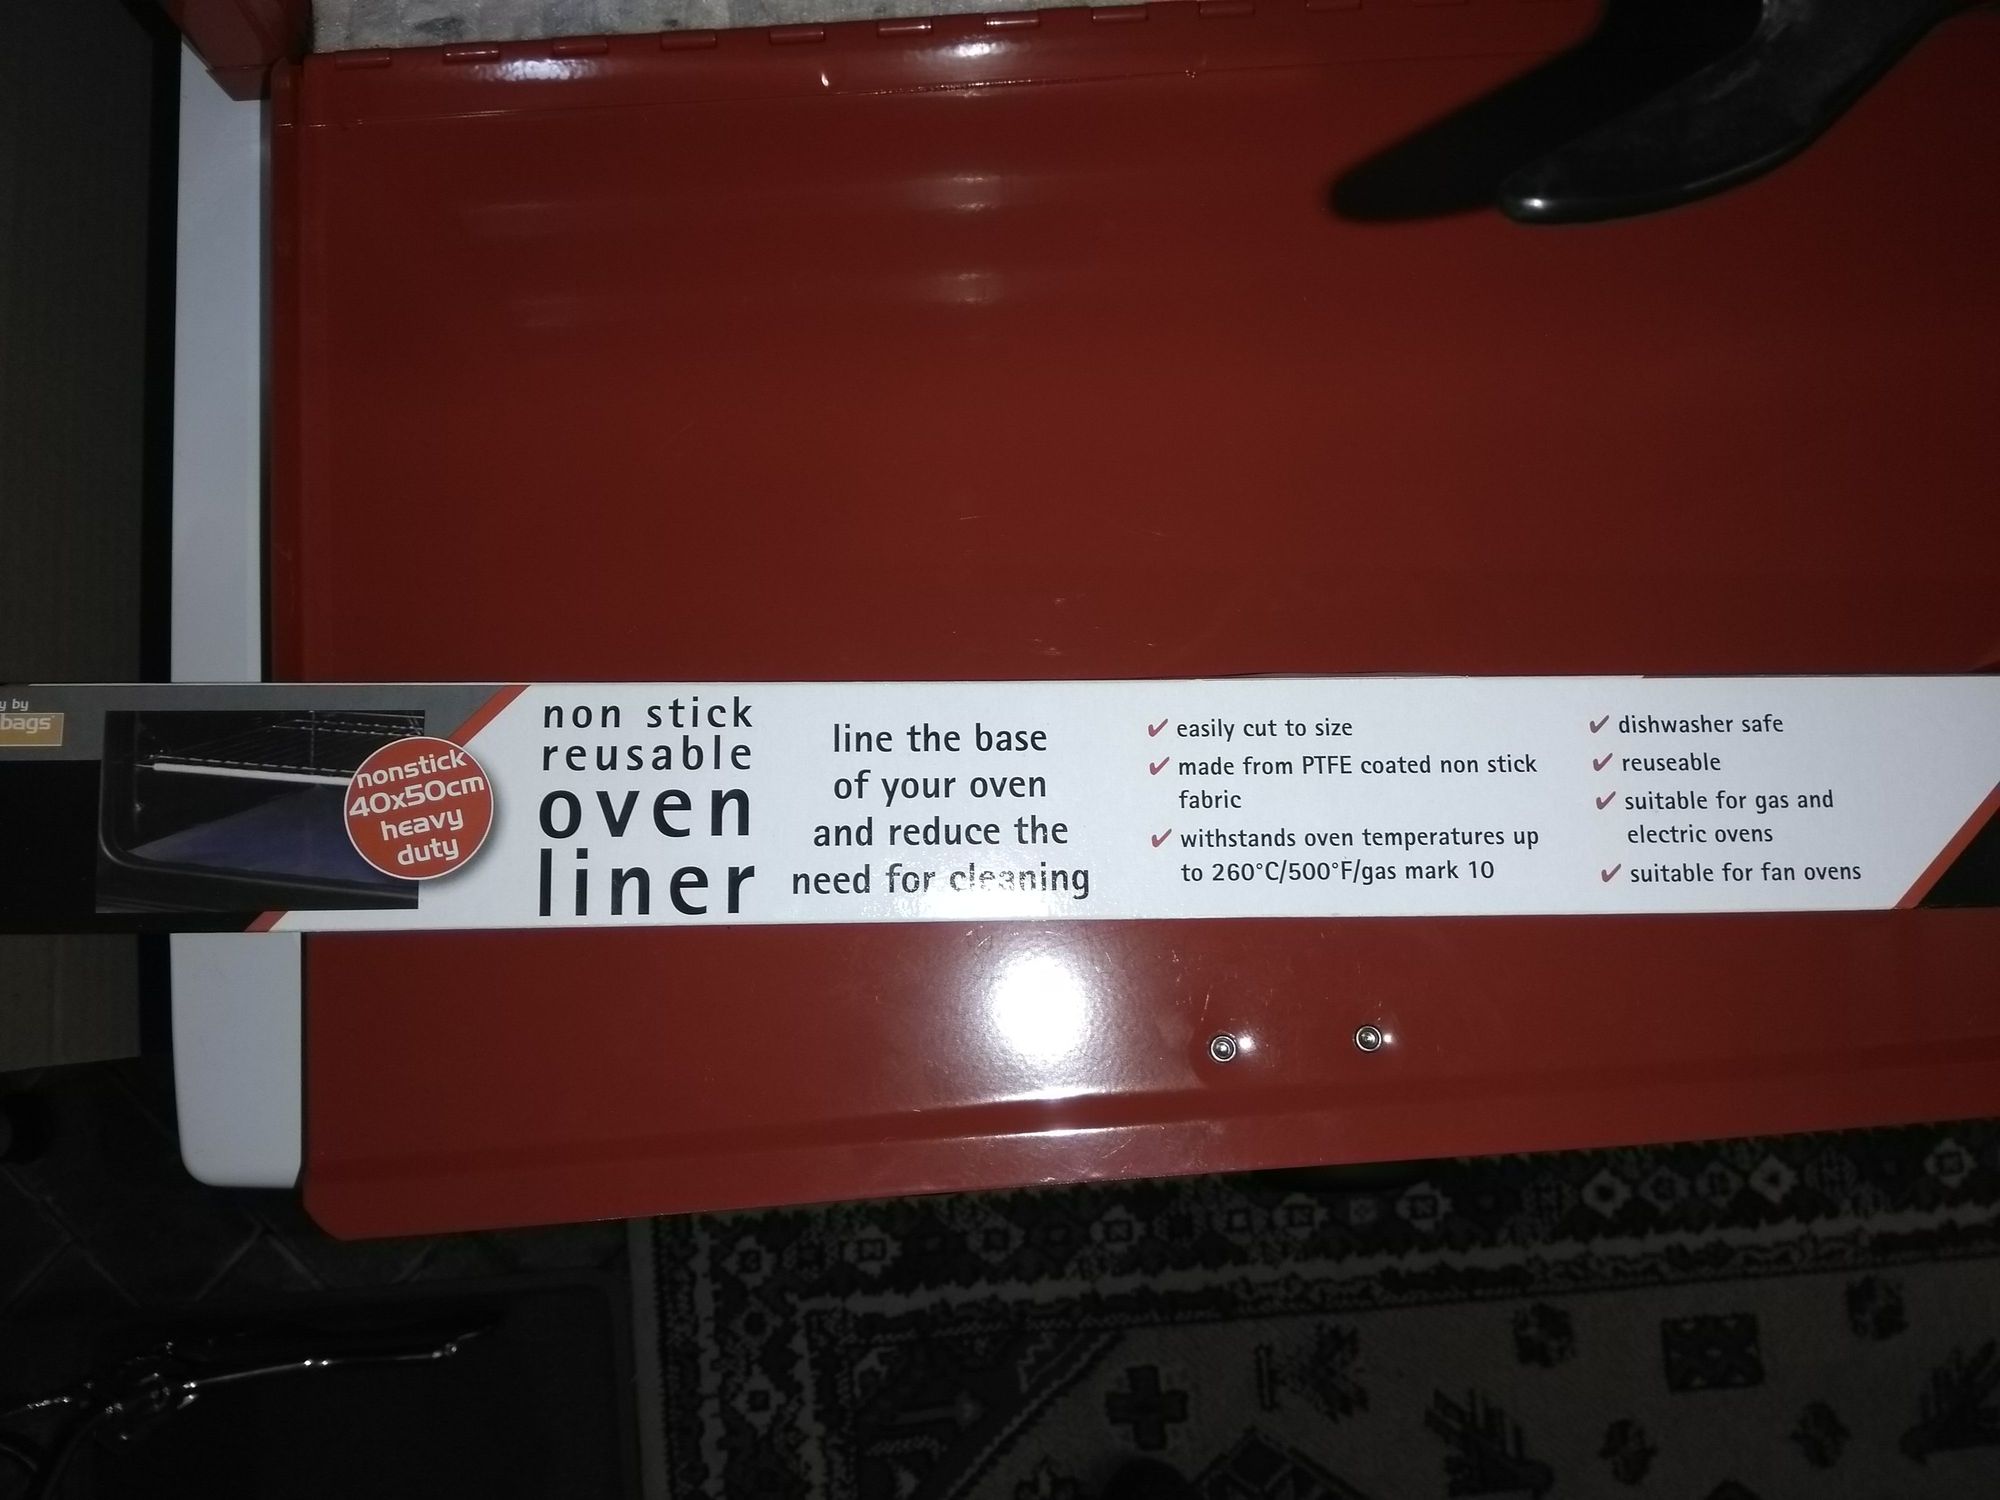 y by
bags
nonstick
40x50cm
heavy
duty
non stick
reusable
oven
liner
line the base
of your oven
and reduce the
need for cleaning
✔ easily cut to size
✔ made from PTFE coated non stick
fabric
✔ withstands oven temperatures up
to 260°C/500°F/gas mark 10
✔ dishwasher safe
✔ reuseable
✔ suitable for gas and
electric ovens
✔ suitable for fan ovens